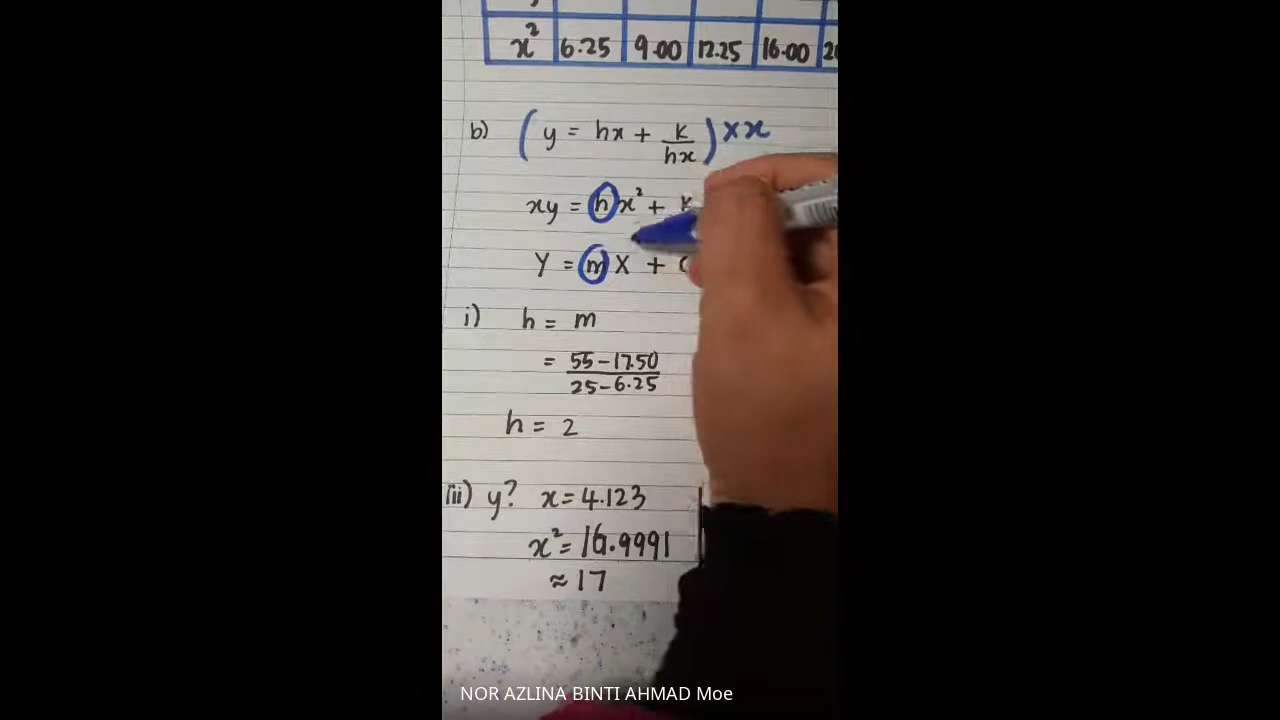 x² 6.25 9.00 12.25 16.00
b) (y = hx + k/hx) × x
xy = hx² + k
Y = mX + C
i) h = m
= 55-17.50/25-6.25
h = 2
iii) y? x = 4.123
x² = 16.9991
≈ 17
NOR AZLINA BINTI AHMAD Moe